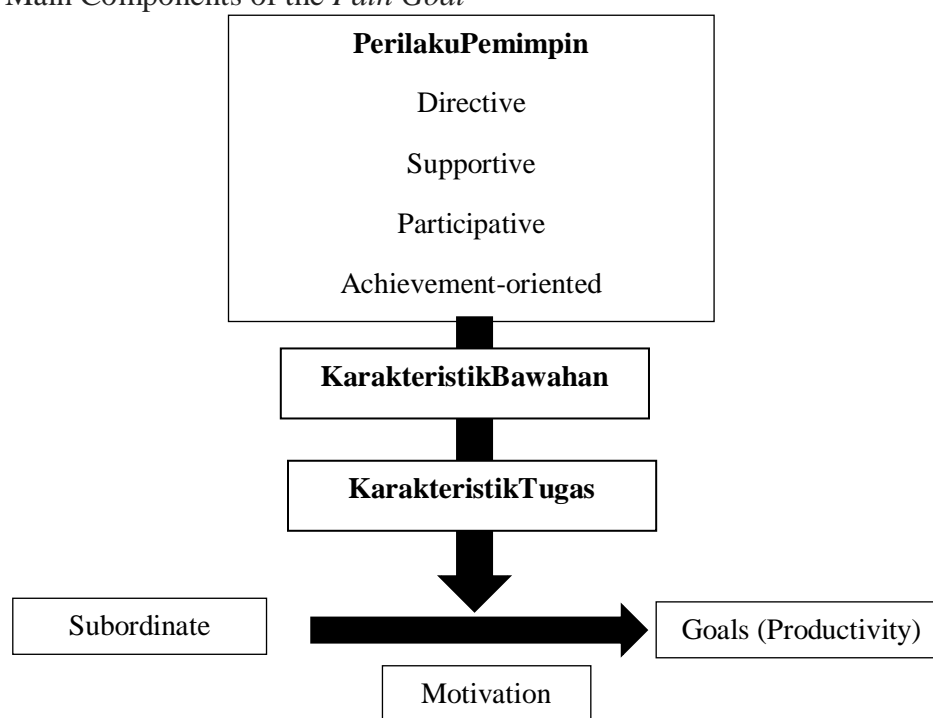 Main Components of the Path Goal
PerilakuPemimpin
Directive
Supportive
Participative
Achievement-oriented
KarakteristikBawahan
KarakteristikTugas
Subordinate
Goals (Productivity)
Motivation